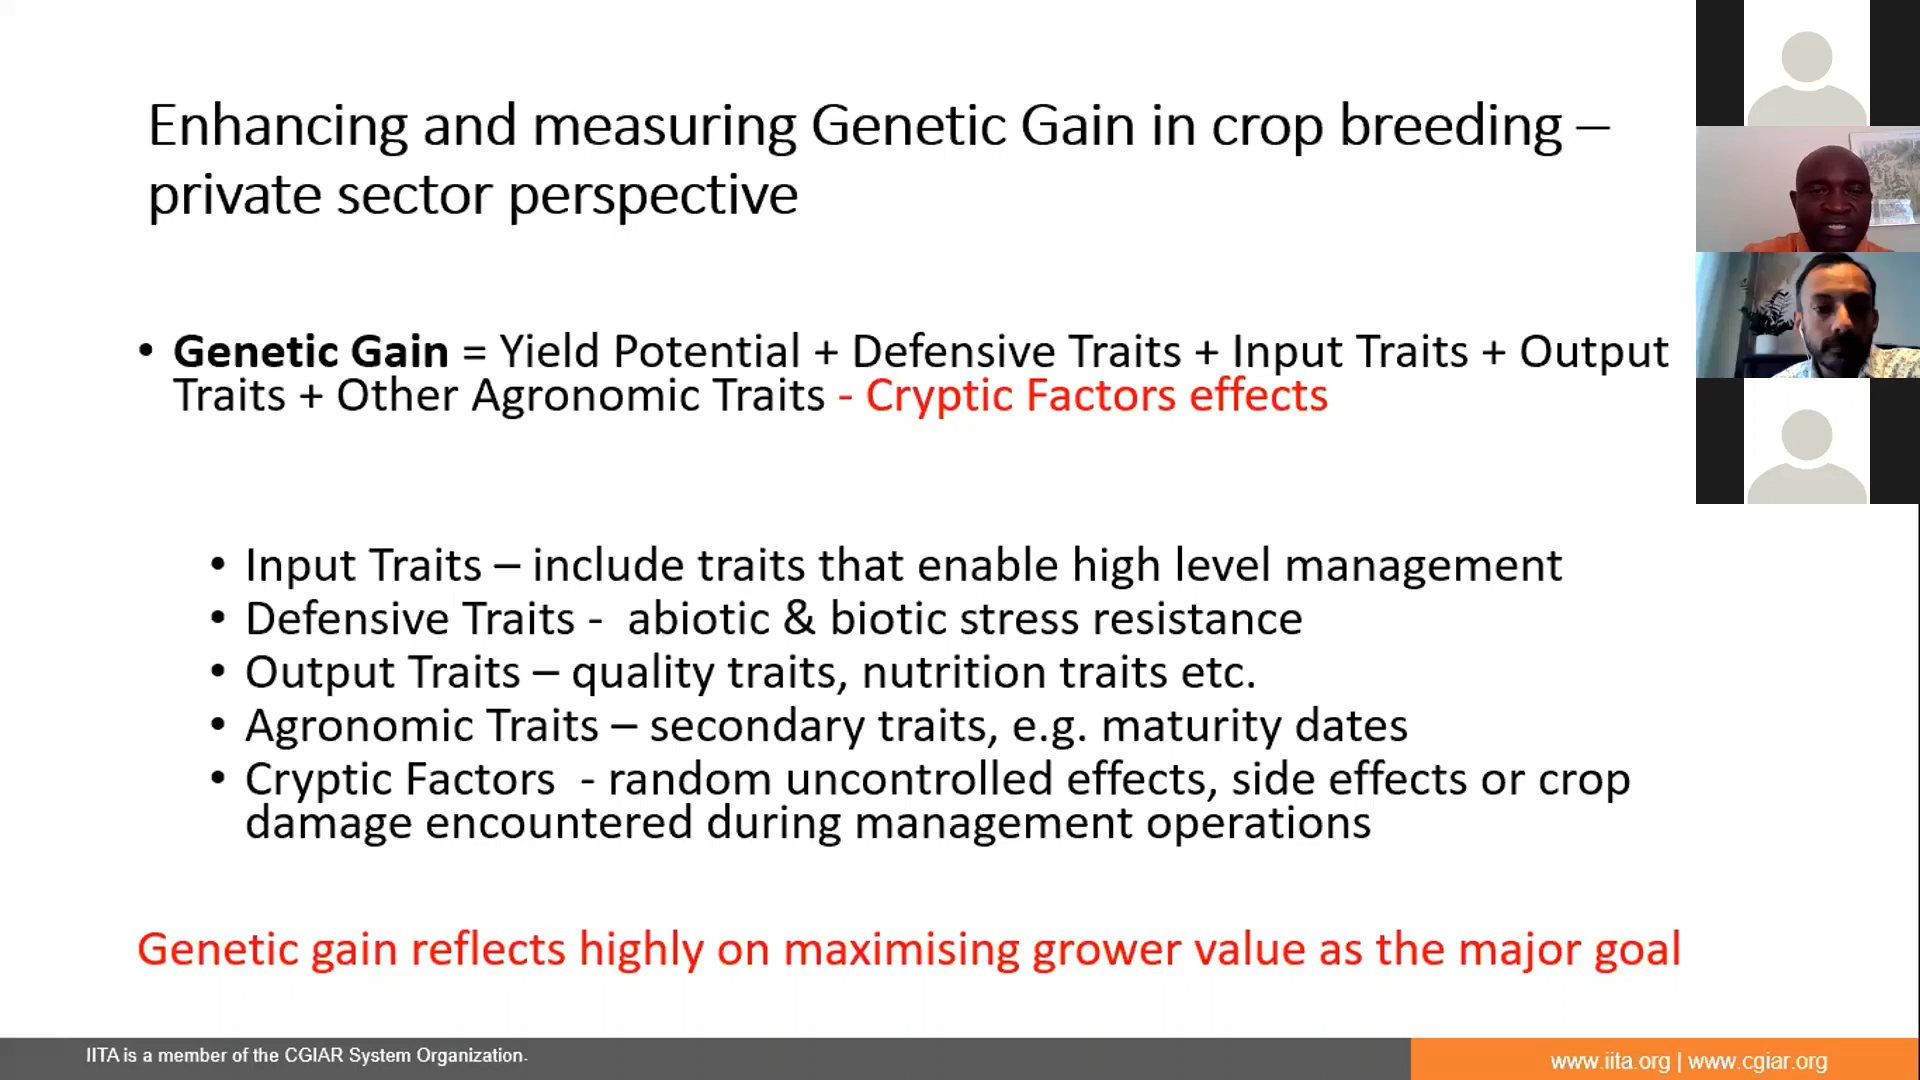 Enhancing and measuring Genetic Gain in crop breeding –
private sector perspective
• Genetic Gain = Yield Potential + Defensive Traits + Input Traits + Output
Traits + Other Agronomic Traits - Cryptic Factors effects
• Input Traits – include traits that enable high level management
• Defensive Traits -  abiotic & biotic stress resistance
• Output Traits – quality traits, nutrition traits etc.
• Agronomic Traits – secondary traits, e.g. maturity dates
• Cryptic Factors  - random uncontrolled effects, side effects or crop
damage encountered during management operations
Genetic gain reflects highly on maximising grower value as the major goal
IITA is a member of the CGIAR System Organization.
www.iita.org | www.cgiar.org